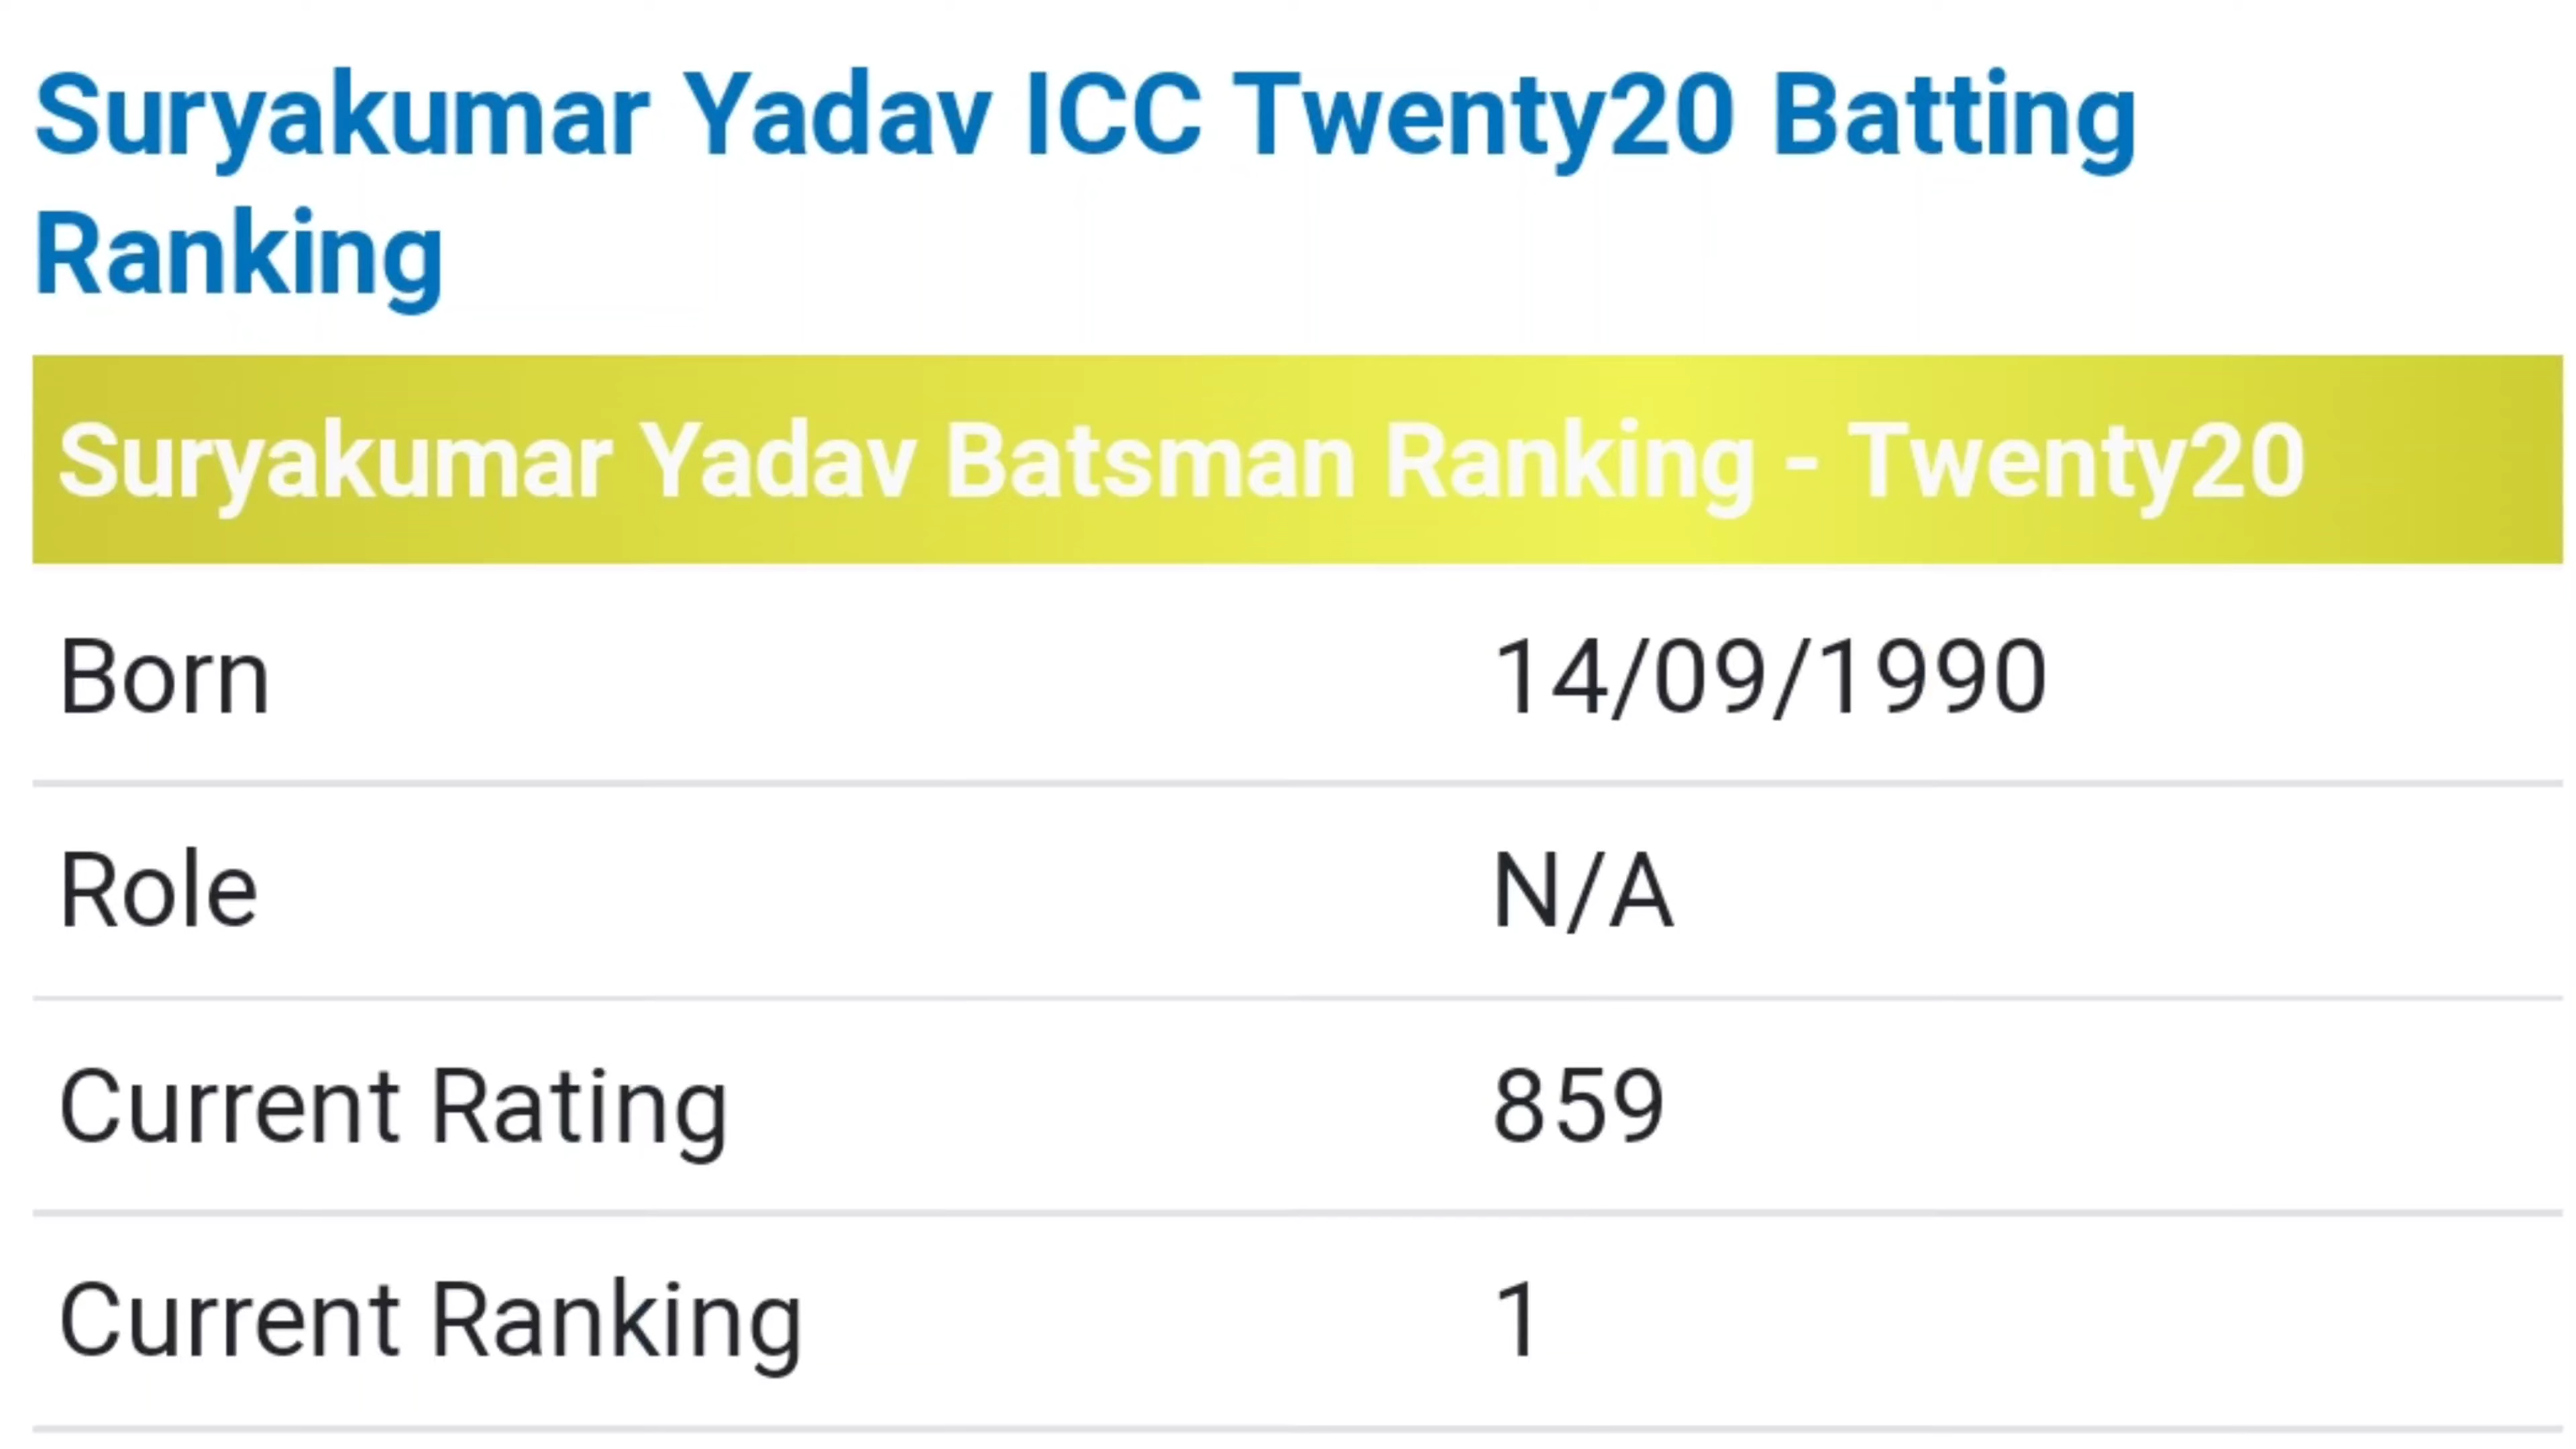 Suryakumar Yadav ICC Twenty20 Batting
Ranking
Suryakumar Yadav Batsman Ranking - Twenty20
Born 14/09/1990
Role N/A
Current Rating 859
Current Ranking 1